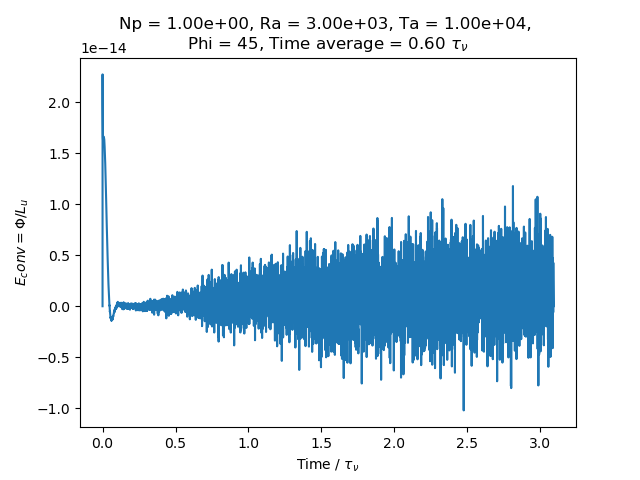 Np = 1.00e+00, Ra = 3.00e+03, Ta = 1.00e+04,
Phi = 45, Time average = 0.60 τν
1e−14
2.0
1.5
1.0
0.5
0.0
−0.5
−1.0
E_conv = Φ/L_u
0.0 0.5 1.0 1.5 2.0 2.5 3.0
Time / τν